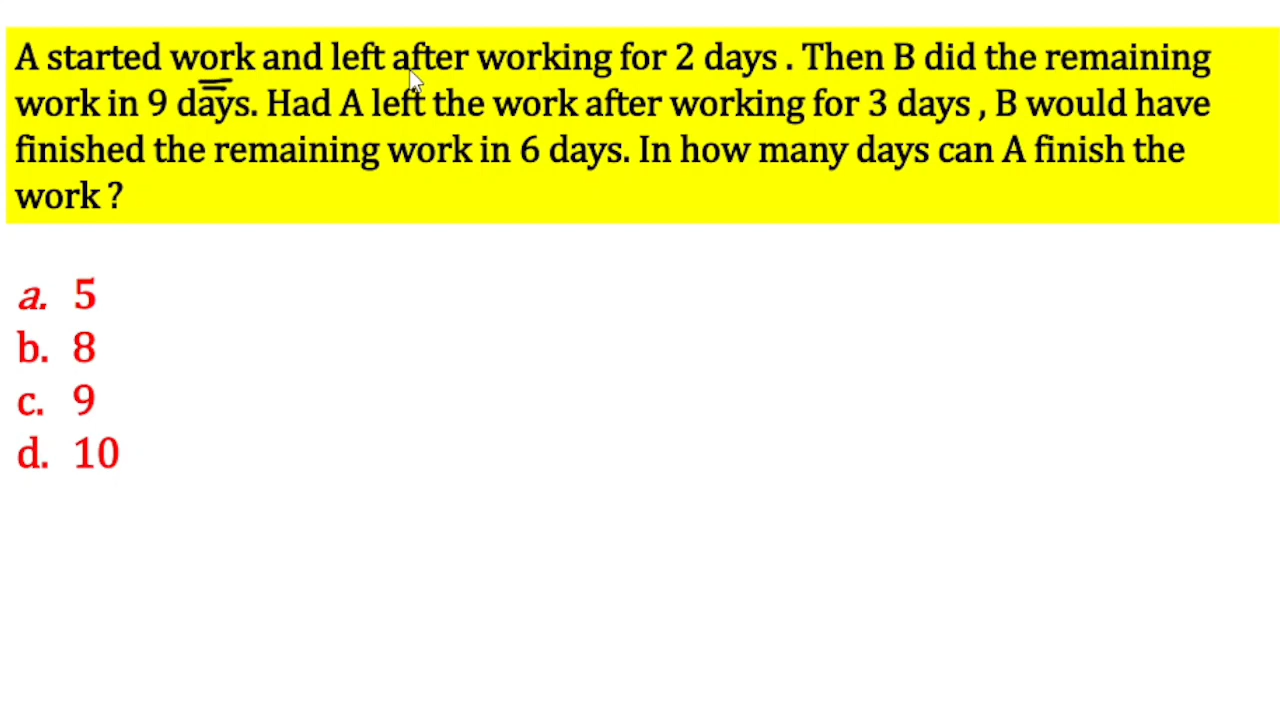 A started work and left after working for 2 days . Then B did the remaining
work in 9 days. Had A left the work after working for 3 days , B would have
finished the remaining work in 6 days. In how many days can A finish the
work ?
a. 5
b. 8
c. 9
d. 10